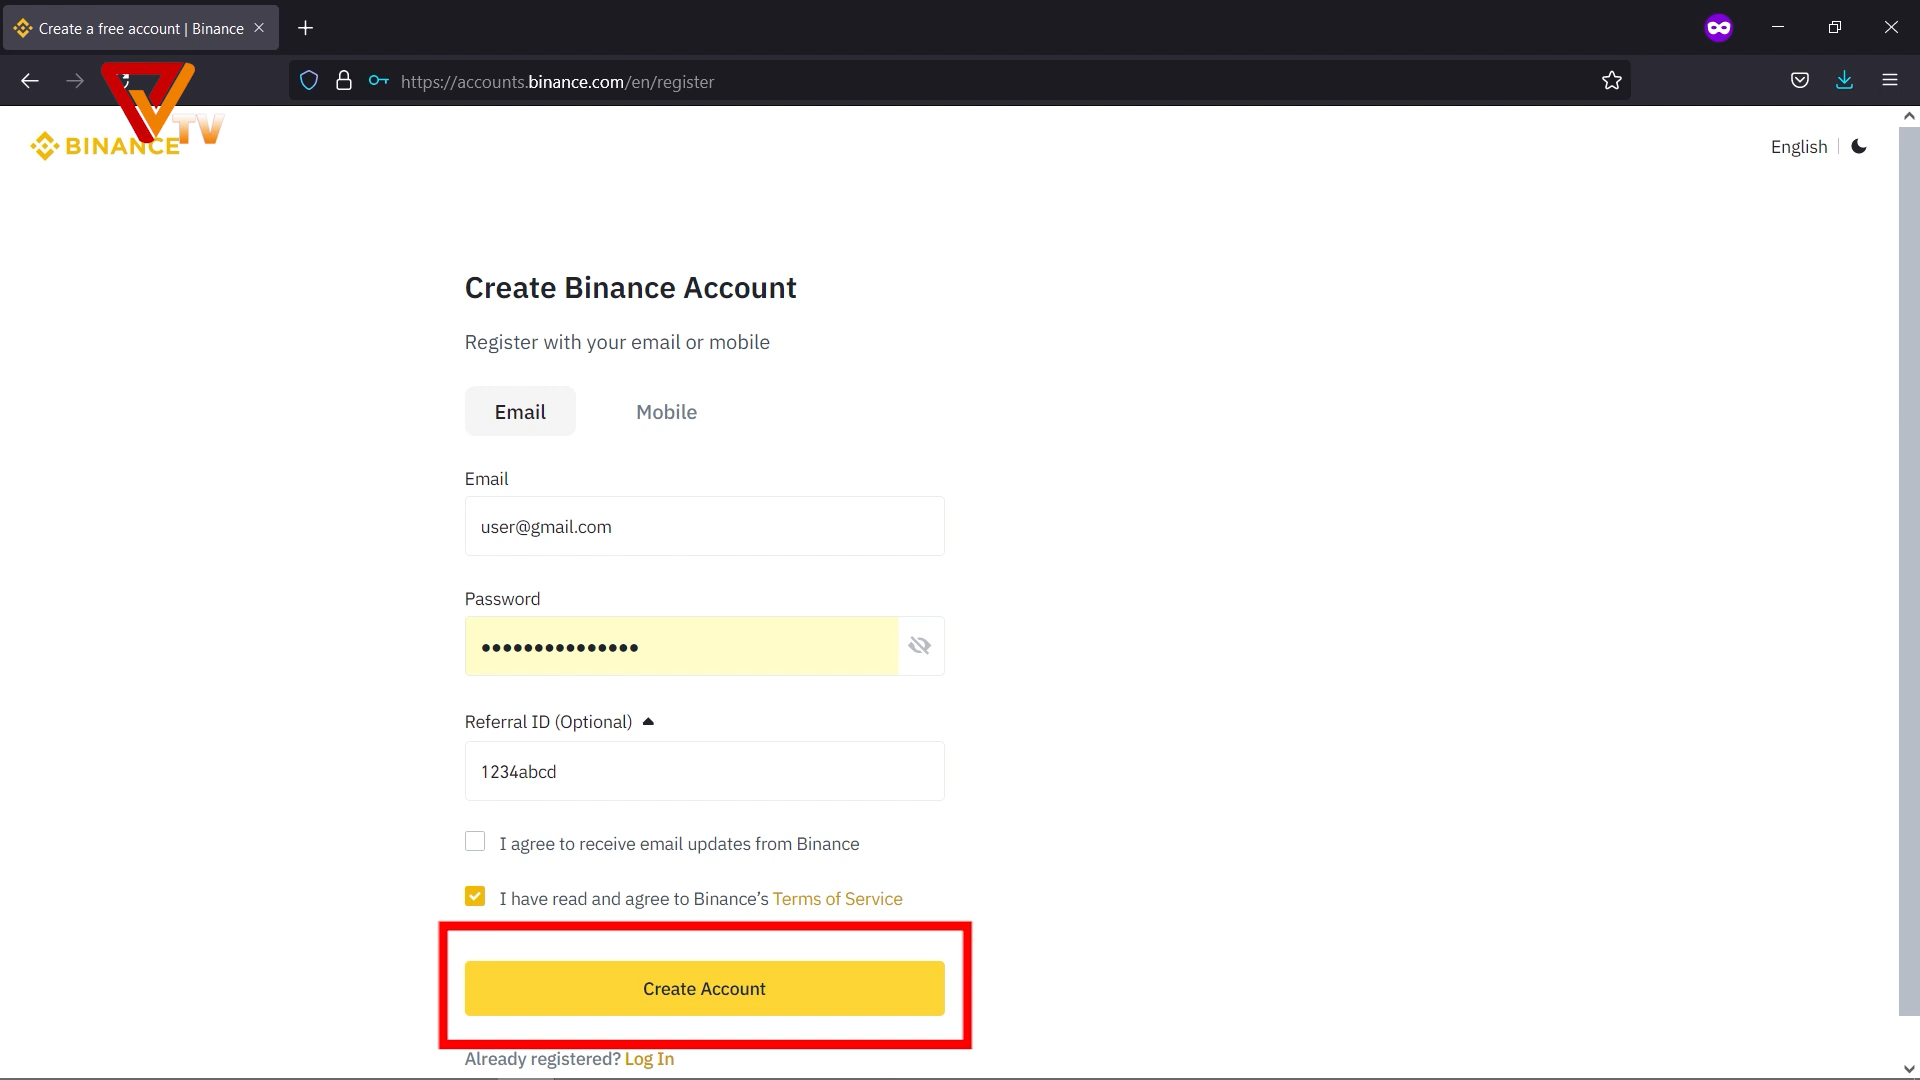 Create a free account | Binance
https://accounts.binance.com/en/register
TV
BINANCE
English
Create Binance Account
Register with your email or mobile
Email
Mobile
Email
user@gmail.com
Password
•••••••••••••••
Referral ID (Optional)
1234abcd
I agree to receive email updates from Binance
I have read and agree to Binance’s Terms of Service
Create Account
Already registered? Log In